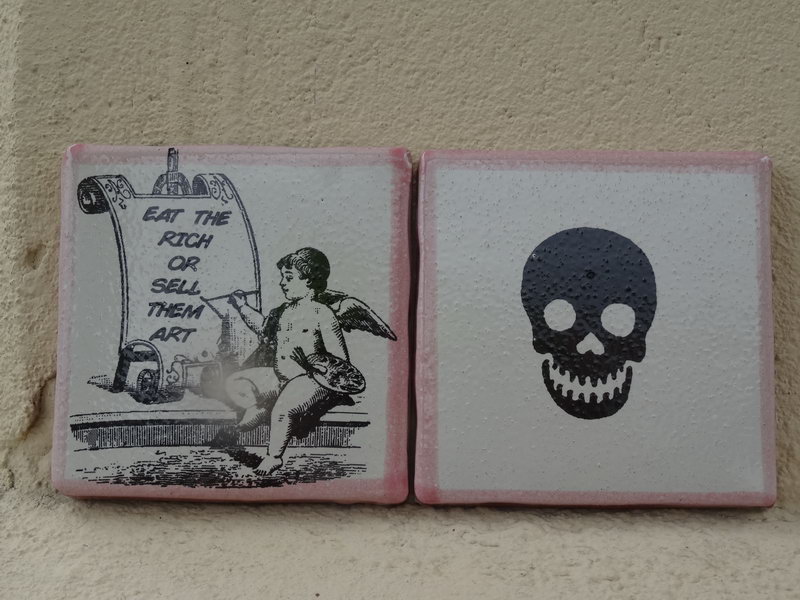 EAT THE
RICH
OR
SELL
THEM
ART